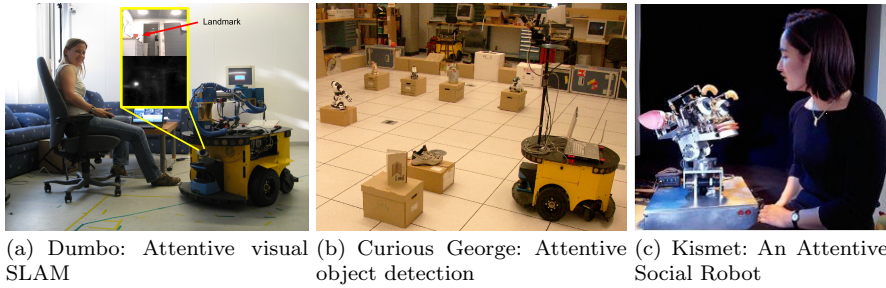 Landmark
(a) Dumbo: Attentive visual
SLAM
(b) Curious George: Attentive
object detection
(c) Kismet: An Attentive
Social Robot